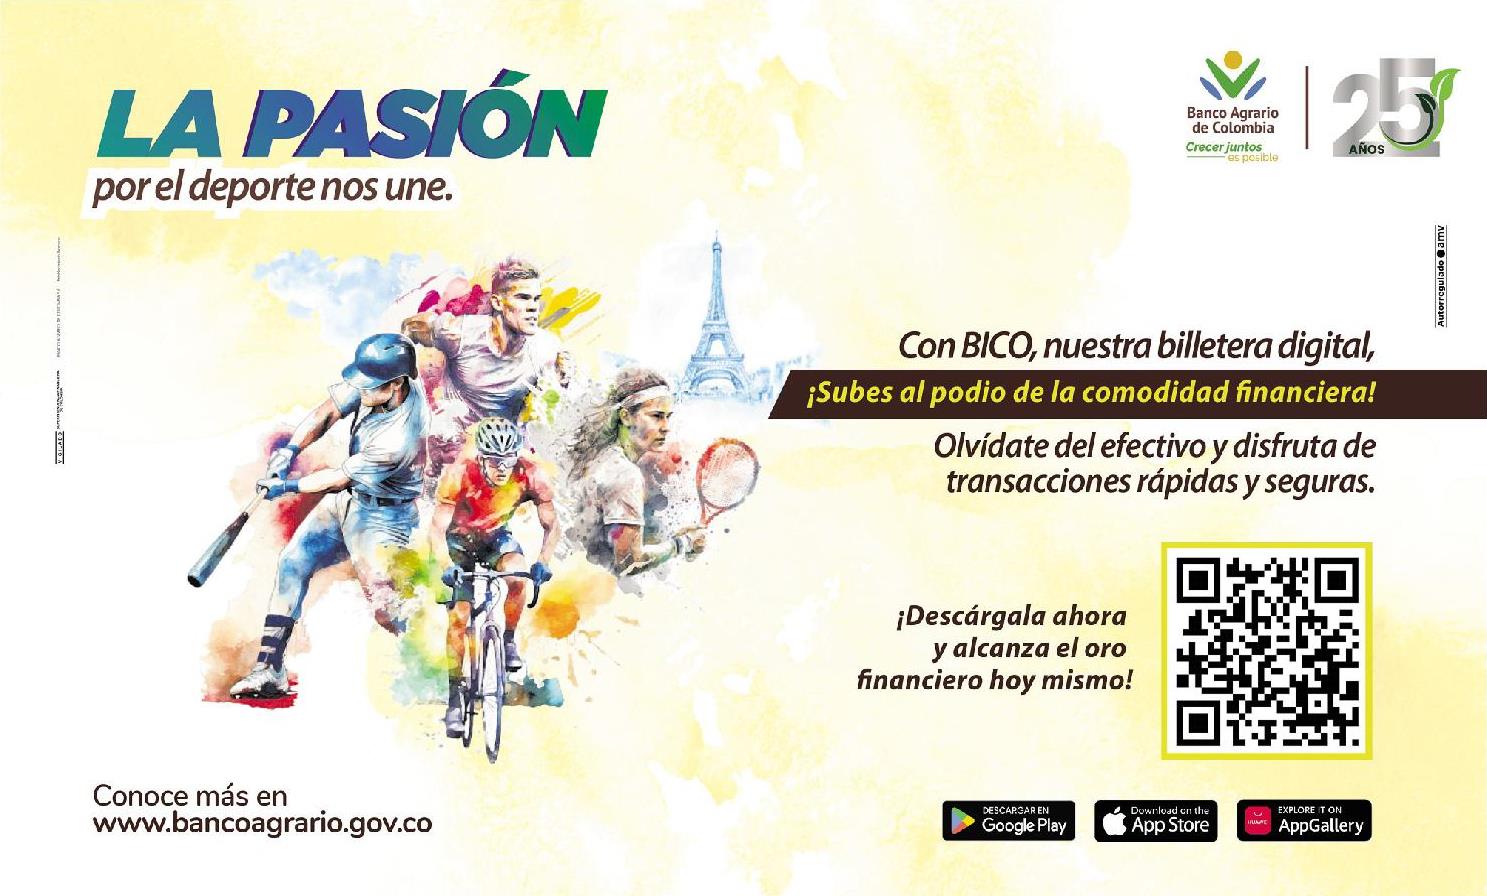 LA PASIÓN
por el deporte nos une.
Banco Agrario
de Colombia
Crecer juntos
es posible
25
AÑOS
Autorregulado amv
VIGILADO
Con BICO, nuestra billetera digital,
¡Subes al podio de la comodidad financiera!
Olvídate del efectivo y disfruta de
transacciones rápidas y seguras.
¡Descárgala ahora
y alcanza el oro
financiero hoy mismo!
Conoce más en
www.bancoagrario.gov.co
DESCARGAR EN
Google Play
Download on the
App Store
HUAWEI
EXPLORE IT ON
AppGallery